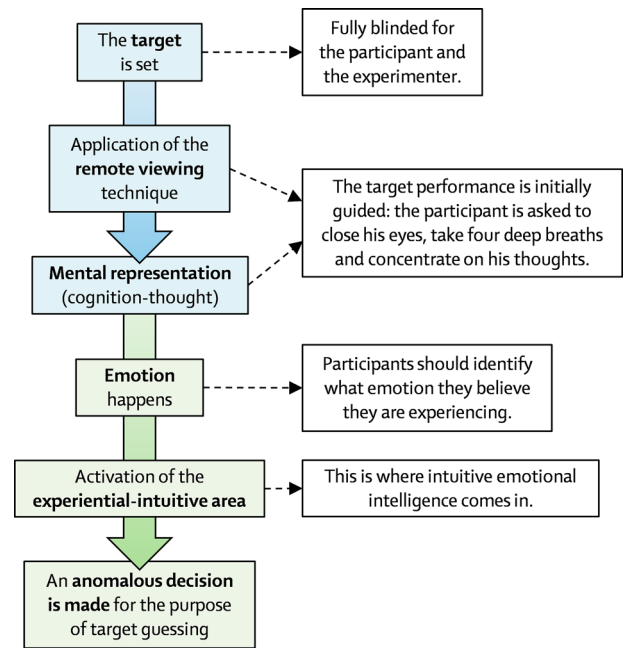 The target
is set
Fully blinded for
the participant and
the experimenter.
Application of the
remote viewing
technique
The target performance is initially
guided: the participant is asked to
close his eyes, take four deep breaths
and concentrate on his thoughts.
Mental representation
(cognition-thought)
Emotion
happens
Participants should identify
what emotion they believe
they are experiencing.
Activation of the
experiential-intuitive area
This is where intuitive emotional
intelligence comes in.
An anomalous decision
is made for the purpose
of target guessing